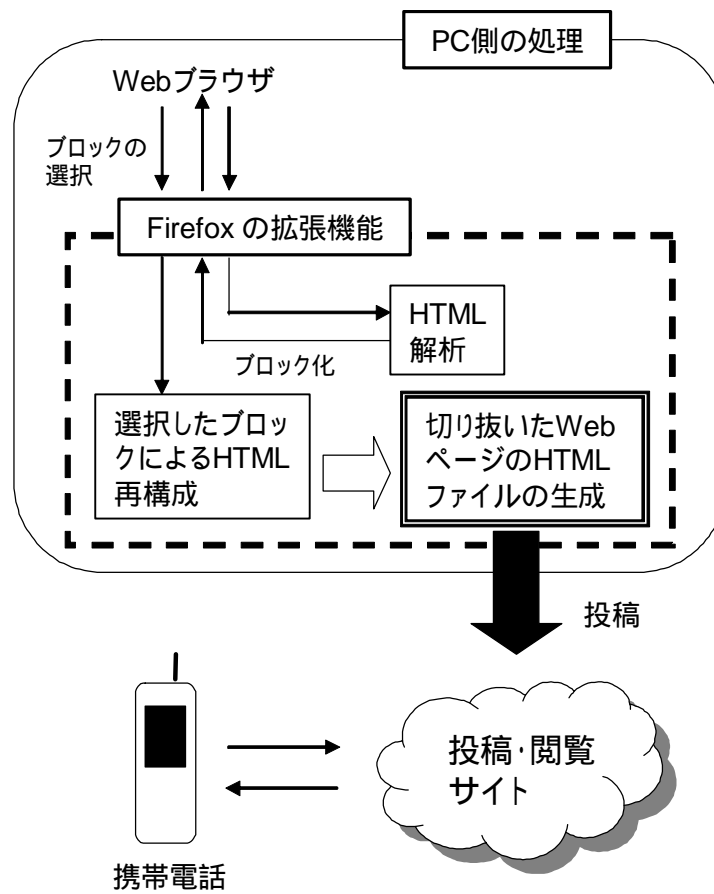 PC側の処理
Webブラウザ
ブロックの
選択
Firefox の拡張機能
HTML
解析
ブロック化
選択したブロッ
クによるHTML
再構成
切り抜いたWeb
ページのHTML
ファイルの生成
投稿
投稿･閲覧
サイト
携帯電話